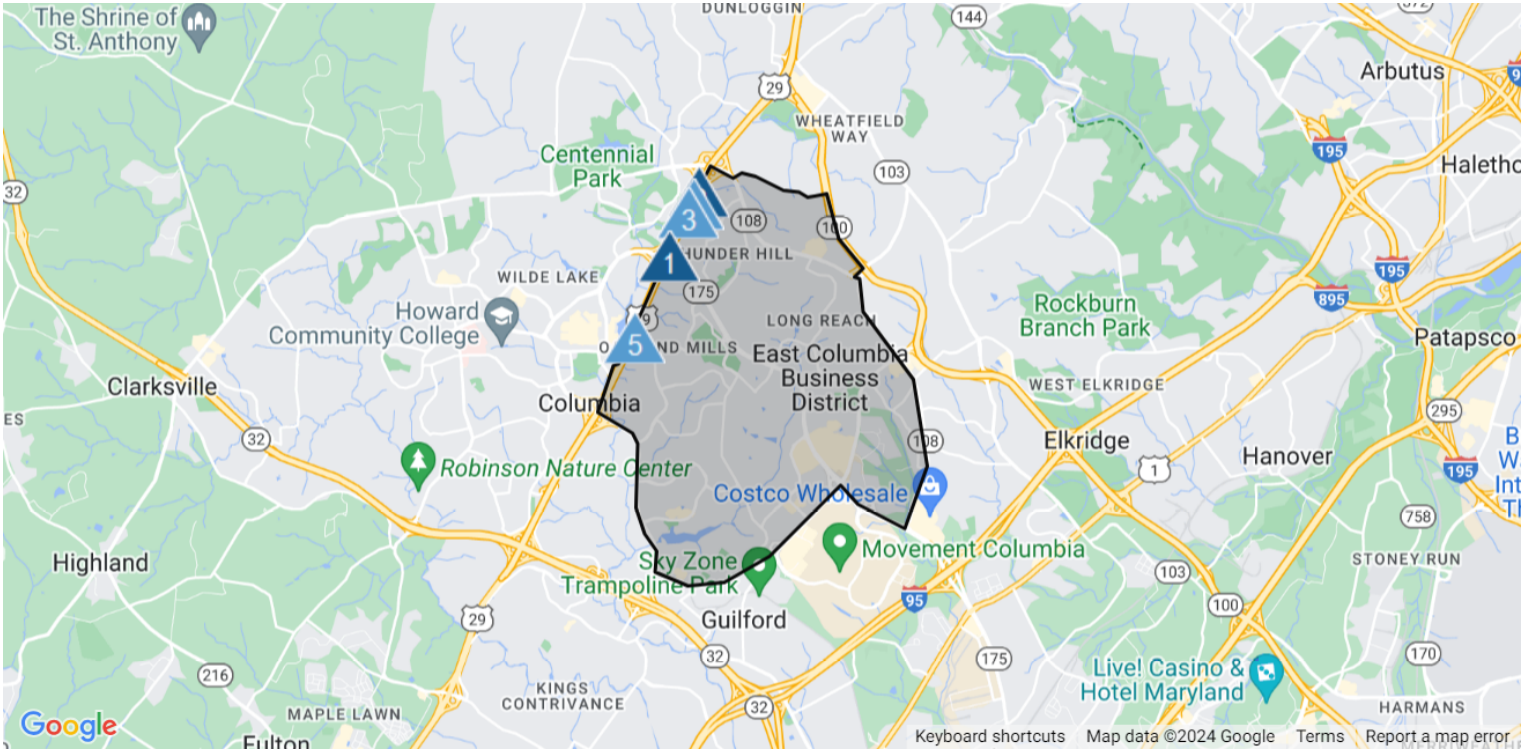 DUNLOGGIN
The Shrine of
St. Anthony
144
29
Arbutus
WHEATFIELD
WAY
195
Centennial
Park
103
32
3
108
100
HUNDER HILL
1
WILDE LAKE
175
195
895
Rockburn
Branch Park
Howard
Community College
LONG REACH
Patapsco
5
ND MILLS
East Columbia
Business
District
Clarksville
WEST ELKRIDGE
Columbia
295
32
108
Elkridge
1
Hanover
195
Robinson Nature Center
Costco Wholesale
758
Highland
Sky Zone
Trampoline Park
Movement Columbia
STONEY RUN
103
95
100
29
Guilford
32
175
170
216
Live! Casino &
Hotel Maryland
KINGS
CONTRIVANCE
32
HARMANS
MAPLE LAWN
Google
Fulton
Keyboard shortcuts
Map data ©2024 Google
Terms
Report a map error